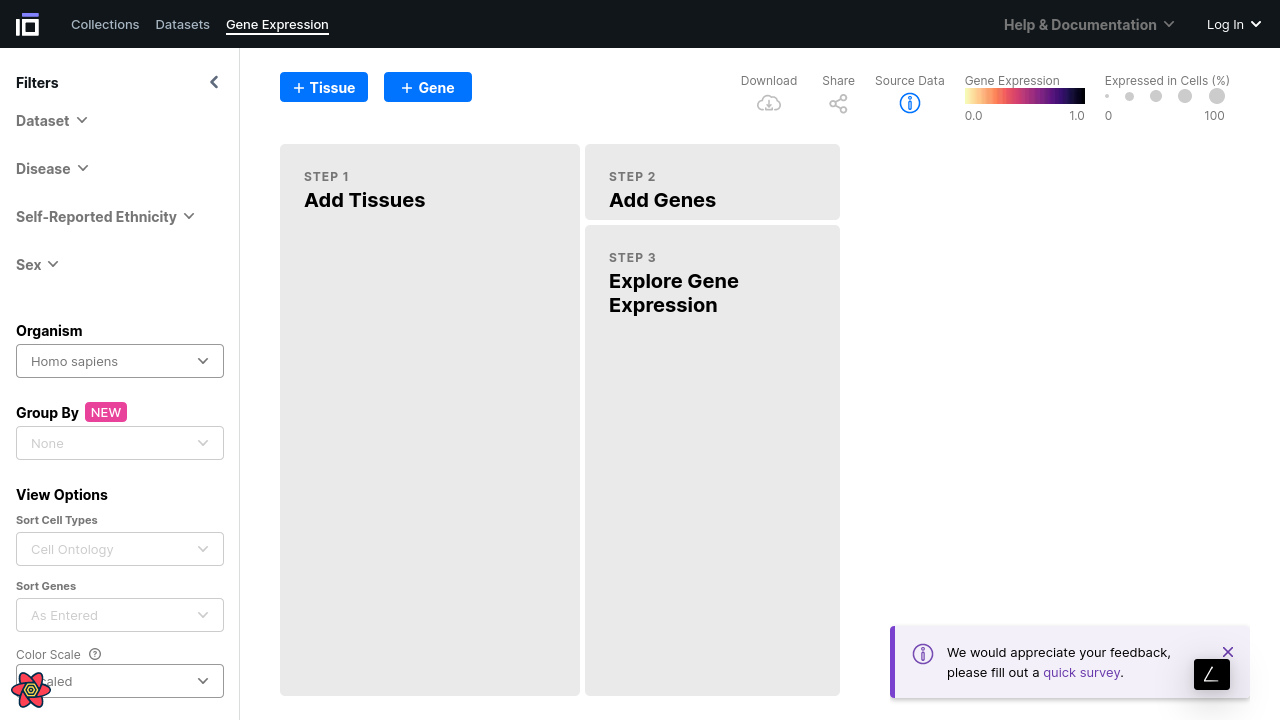 Collections Datasets Gene Expression Help & Documentation Log In
Filters
Dataset
Disease
Self-Reported Ethnicity
Sex
Organism
Homo sapiens
Group By NEW
None
View Options
Sort Cell Types
Cell Ontology
Sort Genes
As Entered
Color Scale
caled
+ Tissue + Gene
Download Share Source Data Gene Expression Expressed in Cells (%)
0.0 1.0 0 100
STEP 1
Add Tissues
STEP 2
Add Genes
STEP 3
Explore Gene
Expression
We would appreciate your feedback,
please fill out a quick survey.